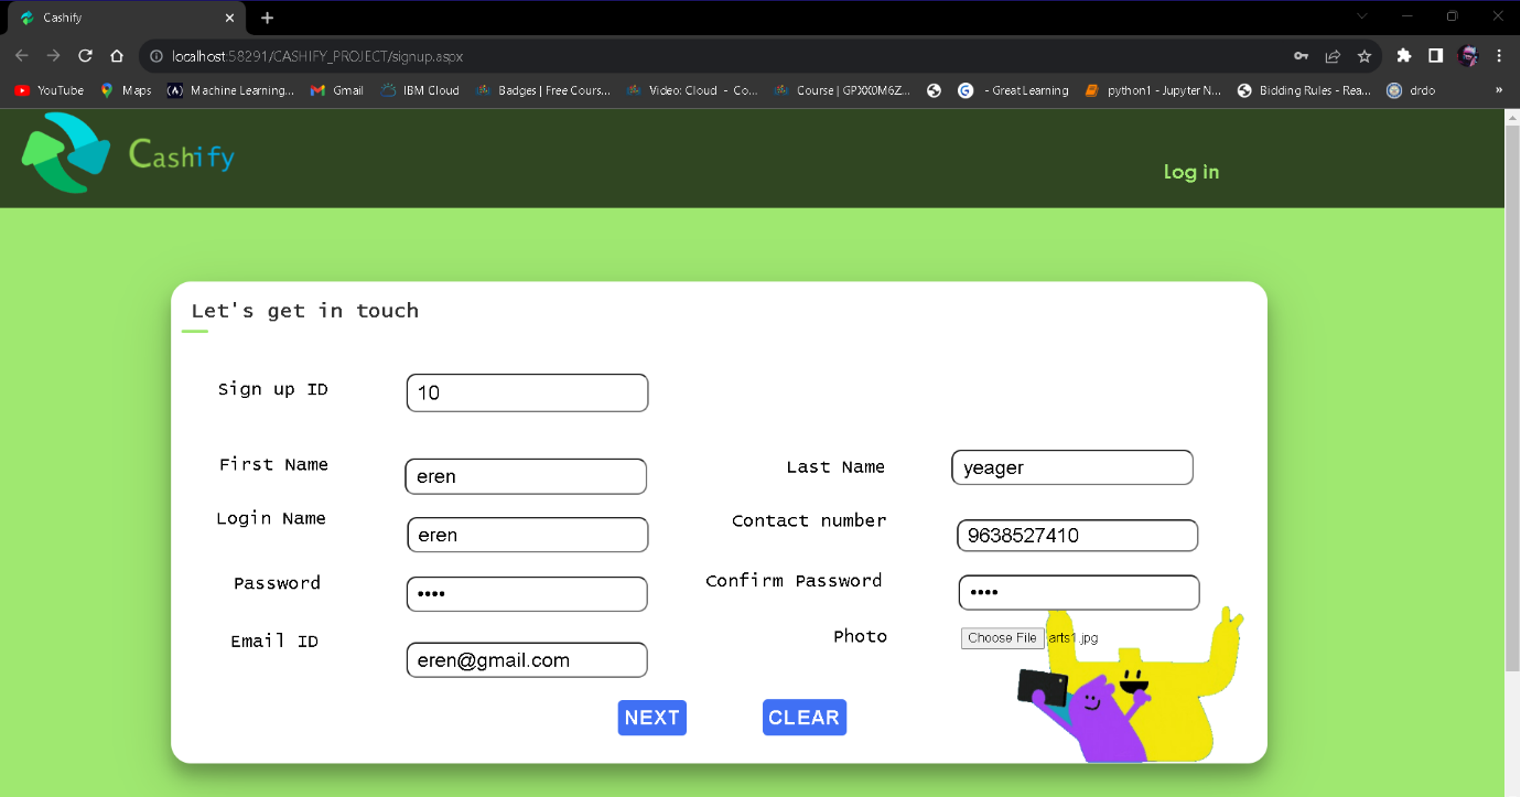 Cashify
localhost:58291/CASHIFY_PROJECT/signup.aspx
YouTube Maps Machine Learning... Gmail IBM Cloud Badges | Free Cours... Video: Cloud - Co... Course | GPXX0M6Z... - Great Learning python1 - Jupyter N... Bidding Rules - Rea... drdo »
Cashify
Log in
Let's get in touch
Sign up ID 10
First Name eren Last Name yeager
Login Name eren Contact number 9638527410
Password •••• Confirm Password ••••
Email ID eren@gmail.com Photo Choose File arts1.jpg
NEXT CLEAR